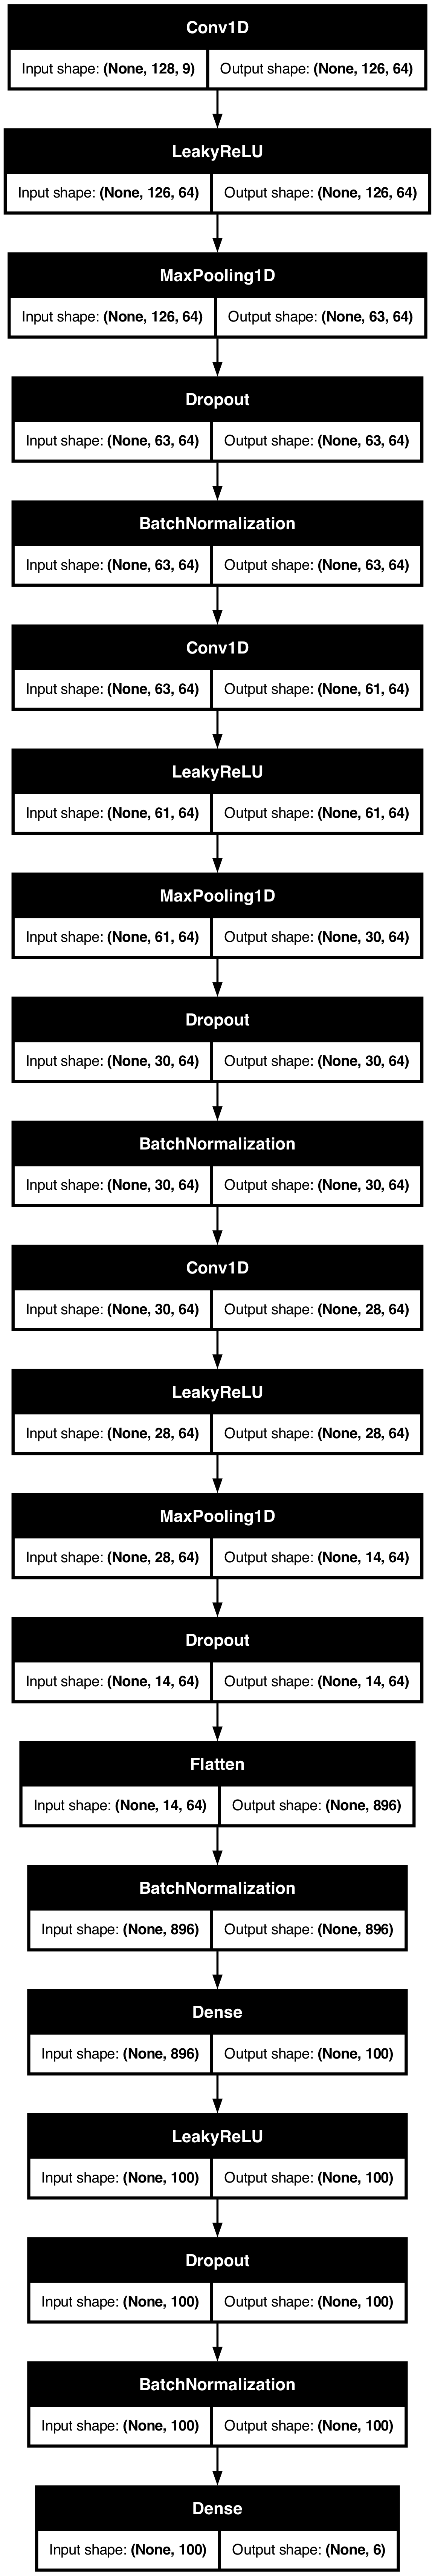 Conv1D
Input shape: (None, 128, 9) Output shape: (None, 126, 64)
LeakyReLU
Input shape: (None, 126, 64) Output shape: (None, 126, 64)
MaxPooling1D
Input shape: (None, 126, 64) Output shape: (None, 63, 64)
Dropout
Input shape: (None, 63, 64) Output shape: (None, 63, 64)
BatchNormalization
Input shape: (None, 63, 64) Output shape: (None, 63, 64)
Conv1D
Input shape: (None, 63, 64) Output shape: (None, 61, 64)
LeakyReLU
Input shape: (None, 61, 64) Output shape: (None, 61, 64)
MaxPooling1D
Input shape: (None, 61, 64) Output shape: (None, 30, 64)
Dropout
Input shape: (None, 30, 64) Output shape: (None, 30, 64)
BatchNormalization
Input shape: (None, 30, 64) Output shape: (None, 30, 64)
Conv1D
Input shape: (None, 30, 64) Output shape: (None, 28, 64)
LeakyReLU
Input shape: (None, 28, 64) Output shape: (None, 28, 64)
MaxPooling1D
Input shape: (None, 28, 64) Output shape: (None, 14, 64)
Dropout
Input shape: (None, 14, 64) Output shape: (None, 14, 64)
Flatten
Input shape: (None, 14, 64) Output shape: (None, 896)
BatchNormalization
Input shape: (None, 896) Output shape: (None, 896)
Dense
Input shape: (None, 896) Output shape: (None, 100)
LeakyReLU
Input shape: (None, 100) Output shape: (None, 100)
Dropout
Input shape: (None, 100) Output shape: (None, 100)
BatchNormalization
Input shape: (None, 100) Output shape: (None, 100)
Dense
Input shape: (None, 100) Output shape: (None, 6)